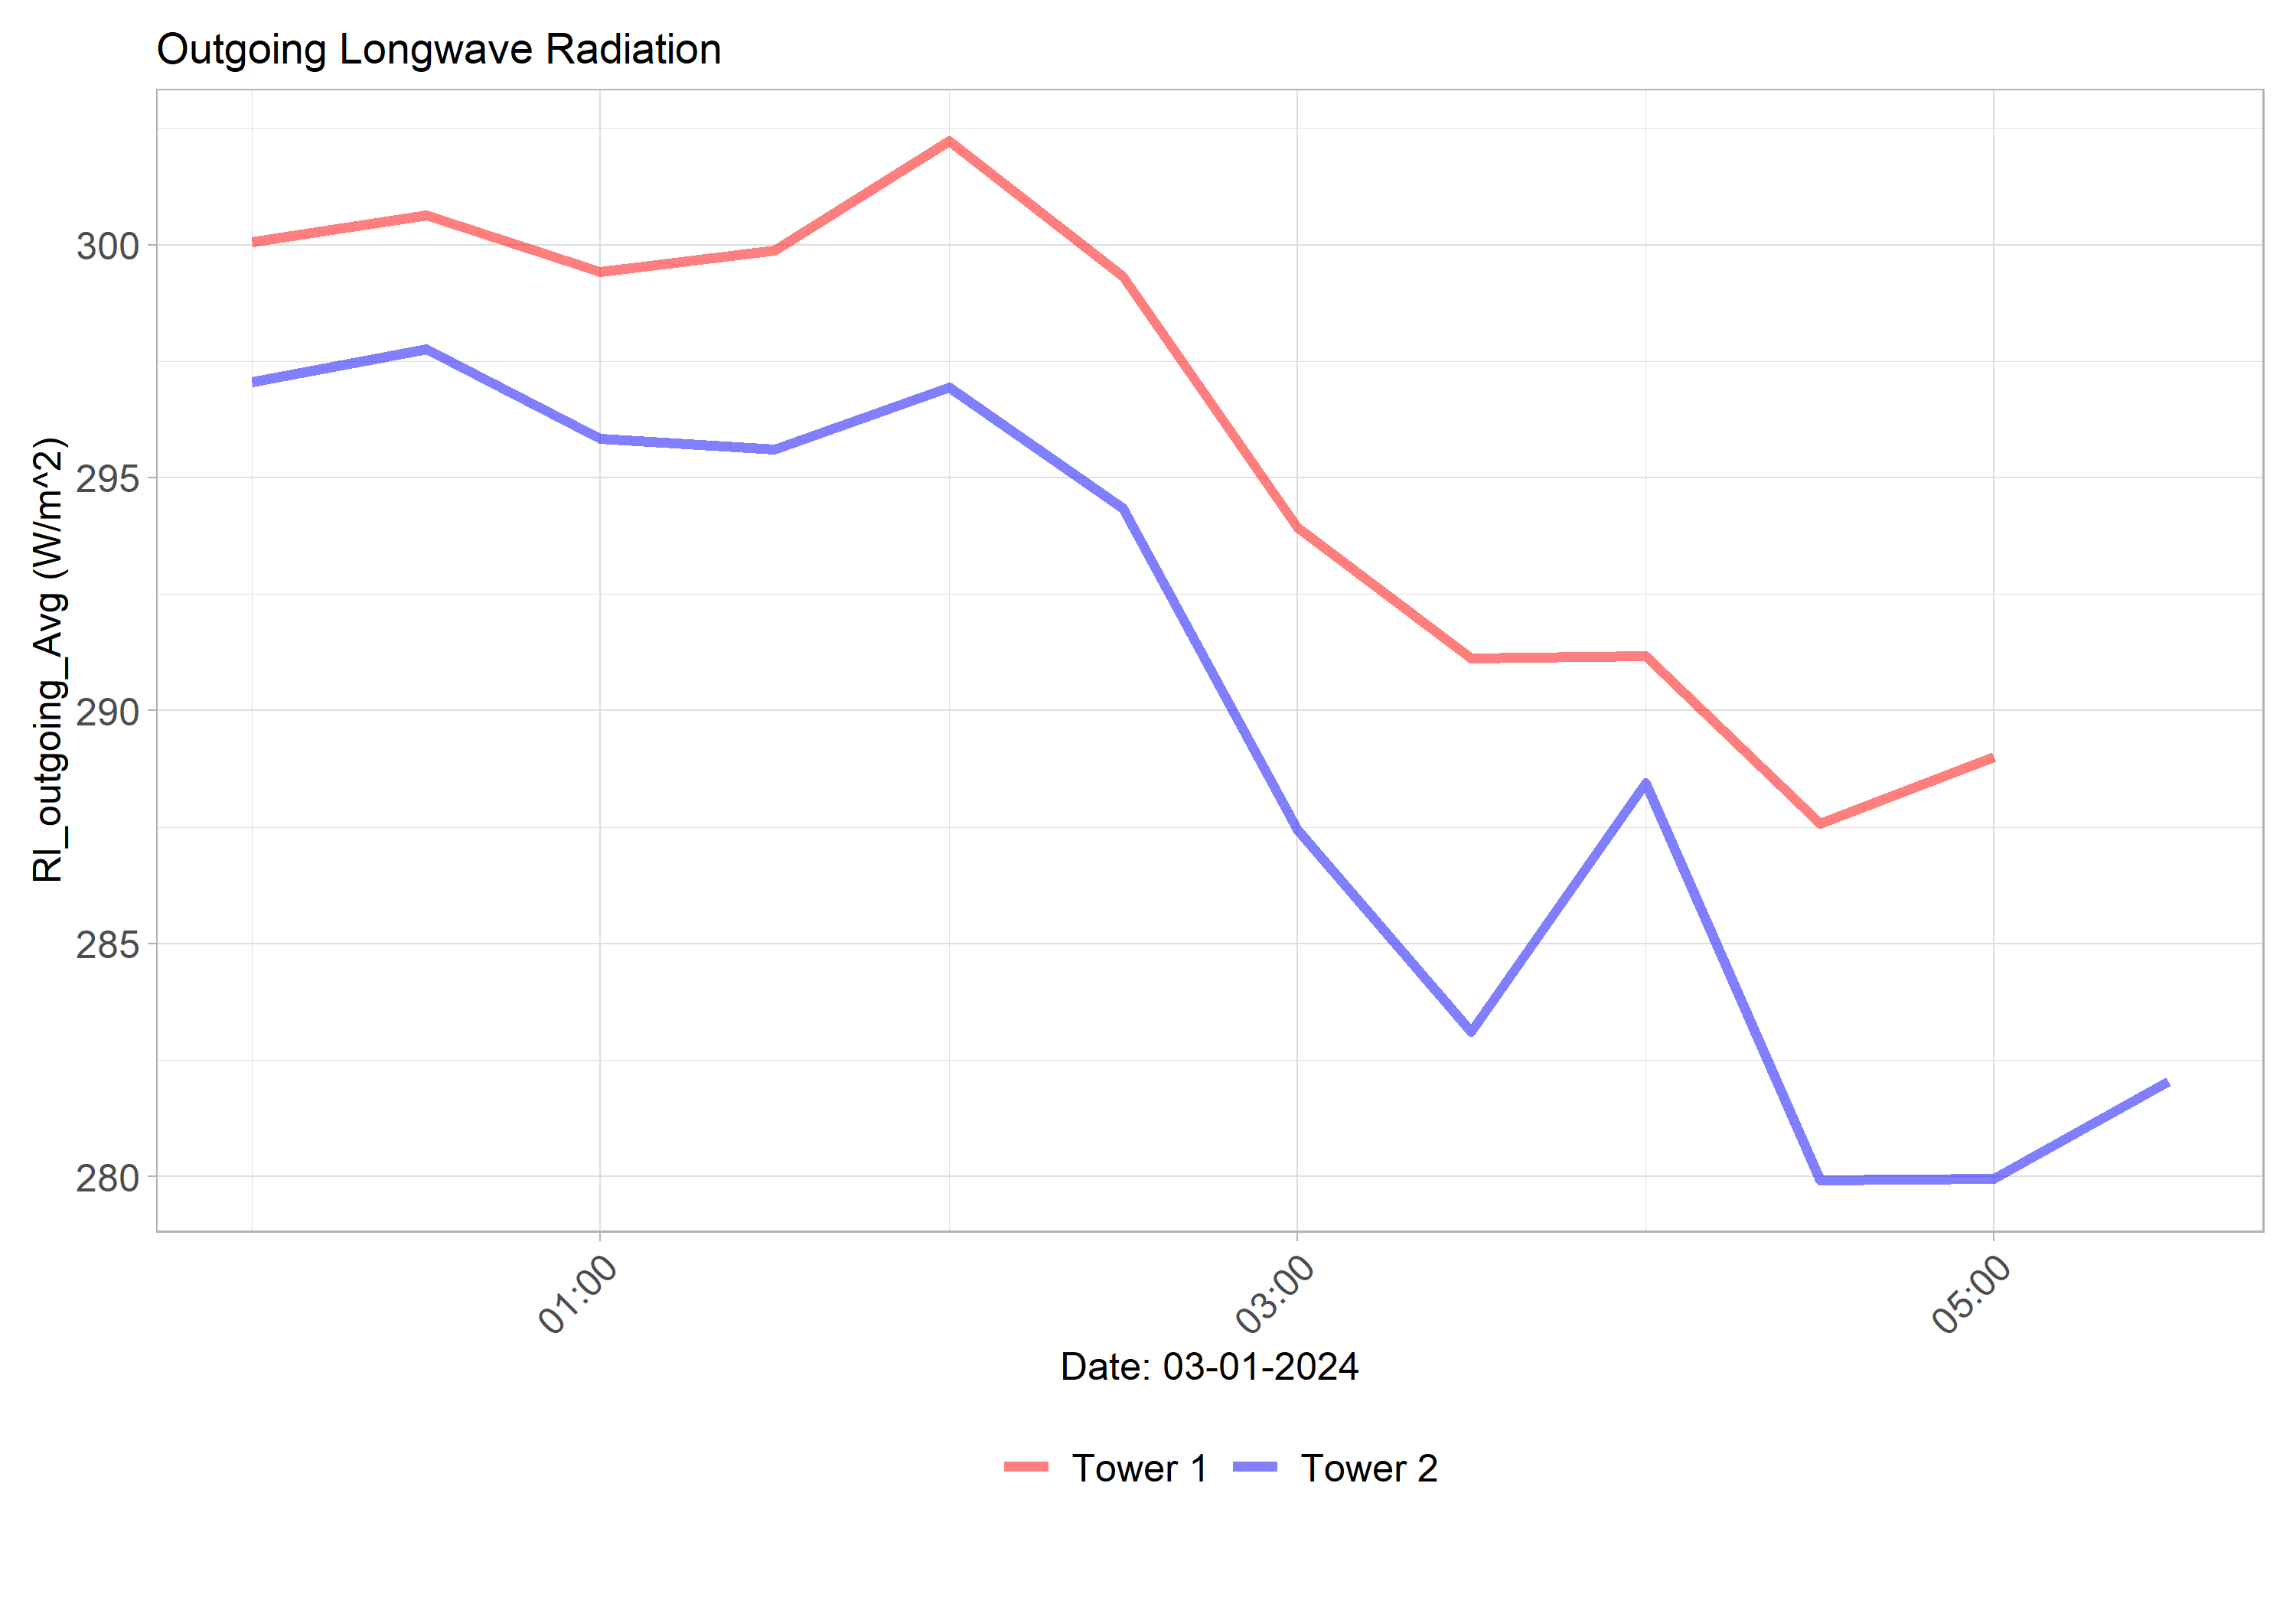 Outgoing Longwave Radiation
Rl_outgoing_Avg (W/m^2)
300
295
290
285
280
01:00
03:00
05:00
Date: 03-01-2024
Tower 1
Tower 2